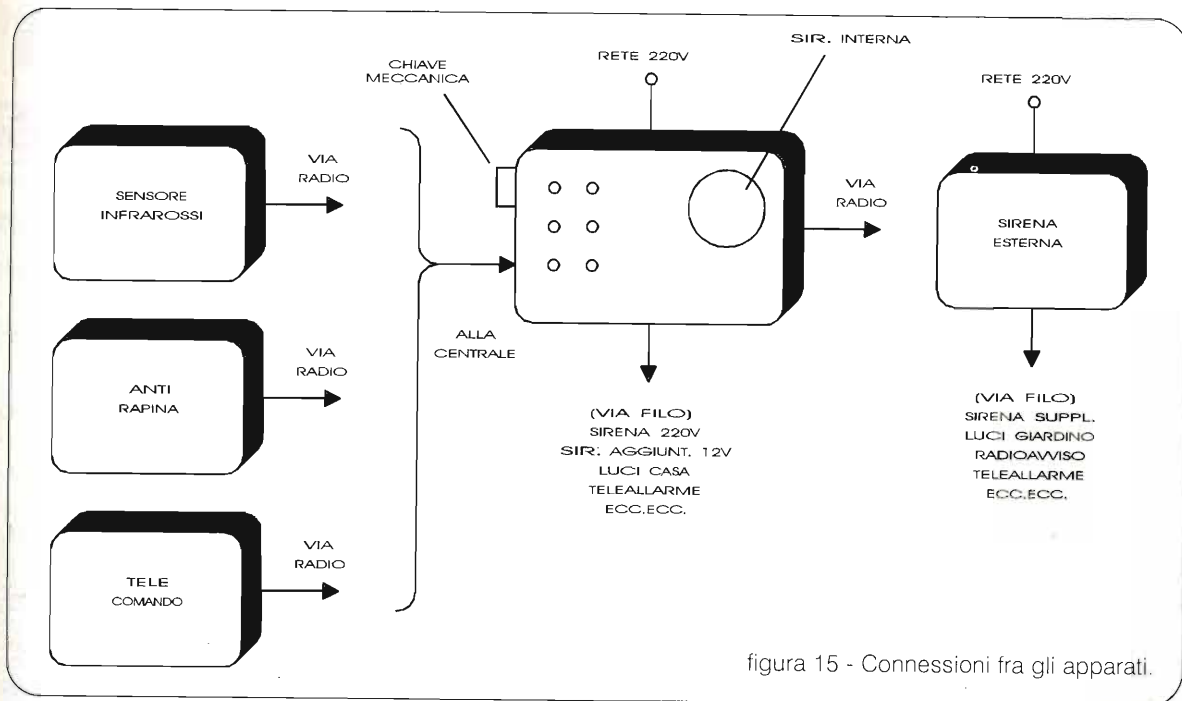 SENSORE
INFRAROSSI
VIA
RADIO
ANTI
RAPINA
VIA
RADIO
TELE
COMANDO
VIA
RADIO
ALLA
CENTRALE
CHIAVE
MECCANICA
RETE 220V
SIR. INTERNA
VIA
RADIO
(VIA FILO)
SIRENA 220V
SIR. AGGIUNT. 12V
LUCI CASA
TELEALLARME
ECC.ECC.
RETE 220V
SIRENA
ESTERNA
(VIA FILO)
SIRENA SUPPL.
LUCI GIARDINO
RADIOAVVISO
TELEALLARME
ECC.ECC.
figura 15 - Connessioni fra gli apparati.